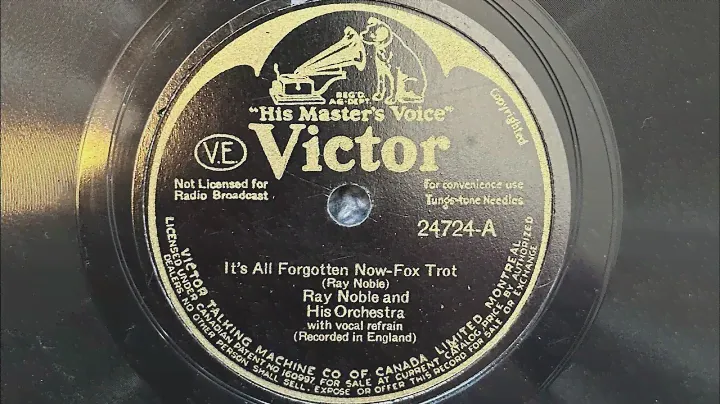 REG'D.
AG. DEPT.
"His Master's Voice"
Copyrighted
Victor
V.E
Not Licensed for
Radio Broadcast
For convenience use
Tungs-tone Needles
24724-A
It's All Forgotten Now-Fox Trot
(Ray Noble)
Ray Noble and
His Orchestra
with vocal refrain
(Recorded in England)
VICTOR TALKING MACHINE CO OF CANADA LIMITED, MONTREAL
LICENSED UNDER CANADIAN PATENT NO 160997 FOR SALE AT CURRENT CATALOG PRICE BY AUTHORIZED
DEALERS. NO OTHER PERSON SHALL SELL, EXPOSE OR OFFER THIS RECORD FOR SALE OR EXCHANGE